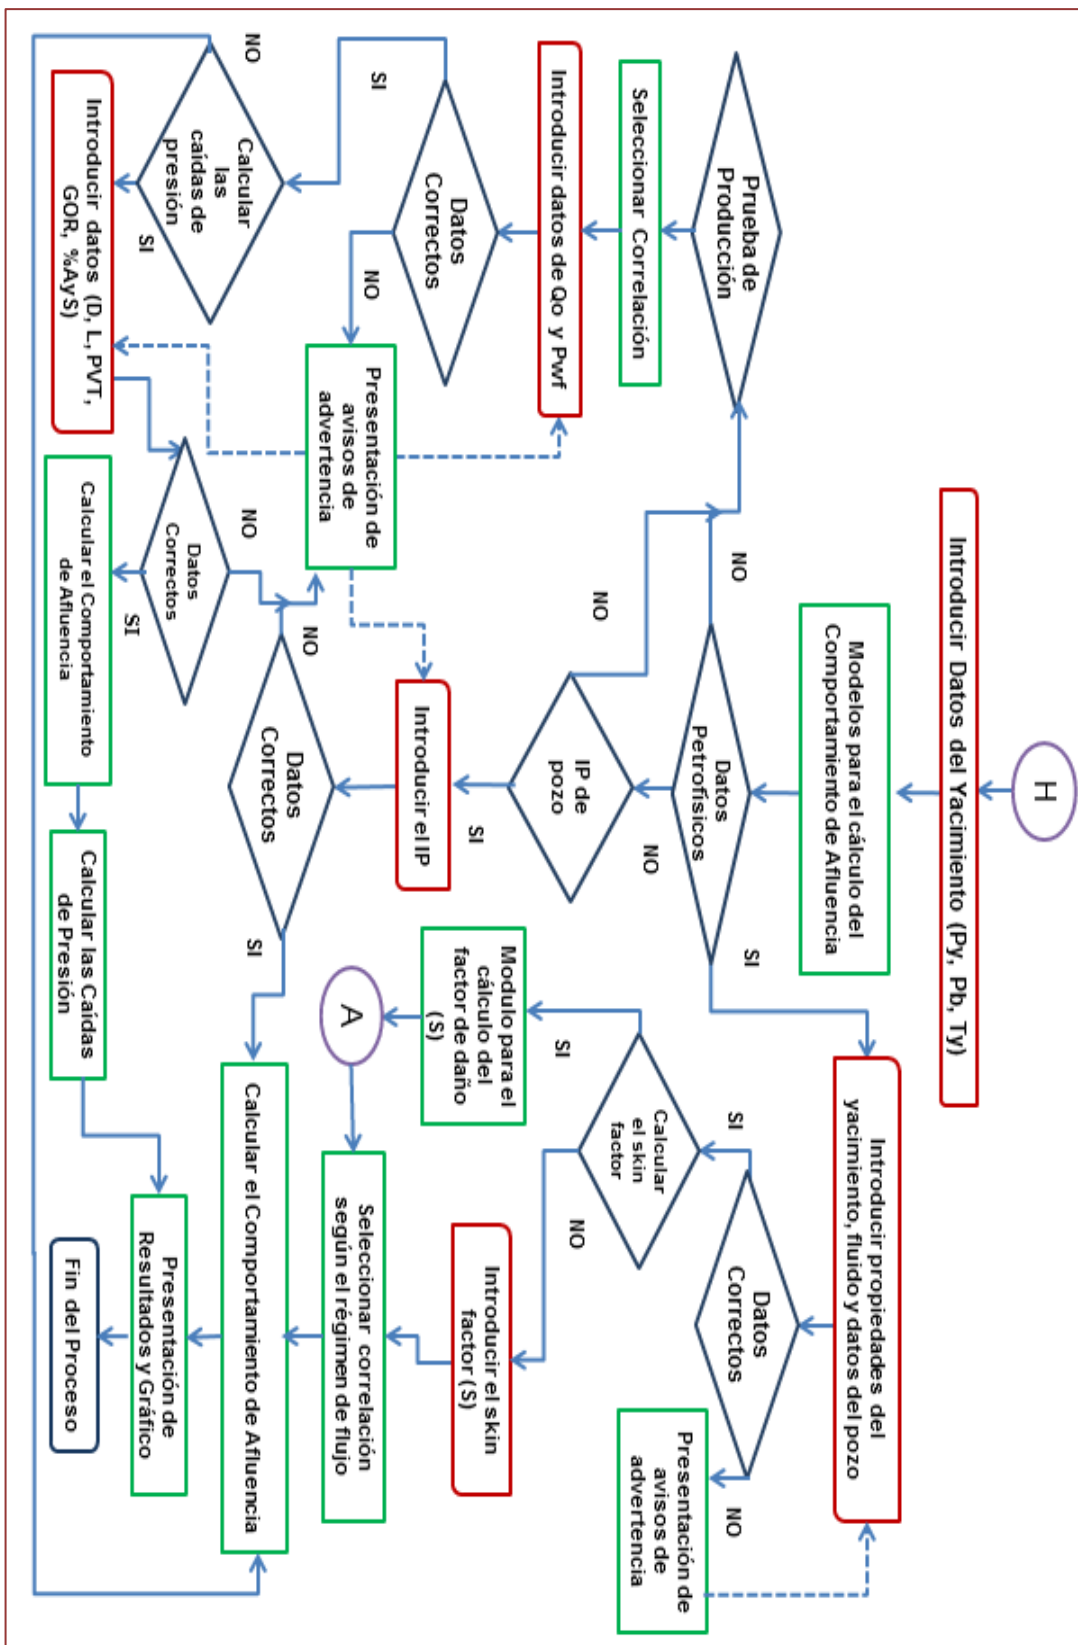 H
Introducir Datos del Yacimiento (Py, Pb, Ty)
Modelos para el cálculo del
Comportamiento de Afluencia
Datos
Petrofísicos
NO
SI
Introducir propiedades del
yacimiento, fluido y datos del pozo
Datos
Correctos
SI
NO
Presentación de
avisos de
advertencia
Calcular
el skin
factor
SI
NO
Modulo para el
cálculo del
factor de daño
(S)
A
Introducir el skin
factor (S)
Seleccionar correlación
según el régimen de flujo
NO
IP de
pozo
NO
SI
Introducir el IP
Datos
Correctos
NO
SI
Calcular el Comportamiento de Afluencia
Presentación de
Resultados y Gráfico
Fin del Proceso
Prueba de
Producción
Seleccionar Correlación
Introducir datos de Qo y Pwf
Datos
Correctos
SI
NO
Presentación de
avisos de
advertencia
Calcular
las
caídas de
presión
NO
SI
Introducir datos (D, L, PVT,
GOR, %AyS)
Datos
Correctos
NO
SI
Calcular el Comportamiento
de Afluencia
Calcular las Caídas
de Presión